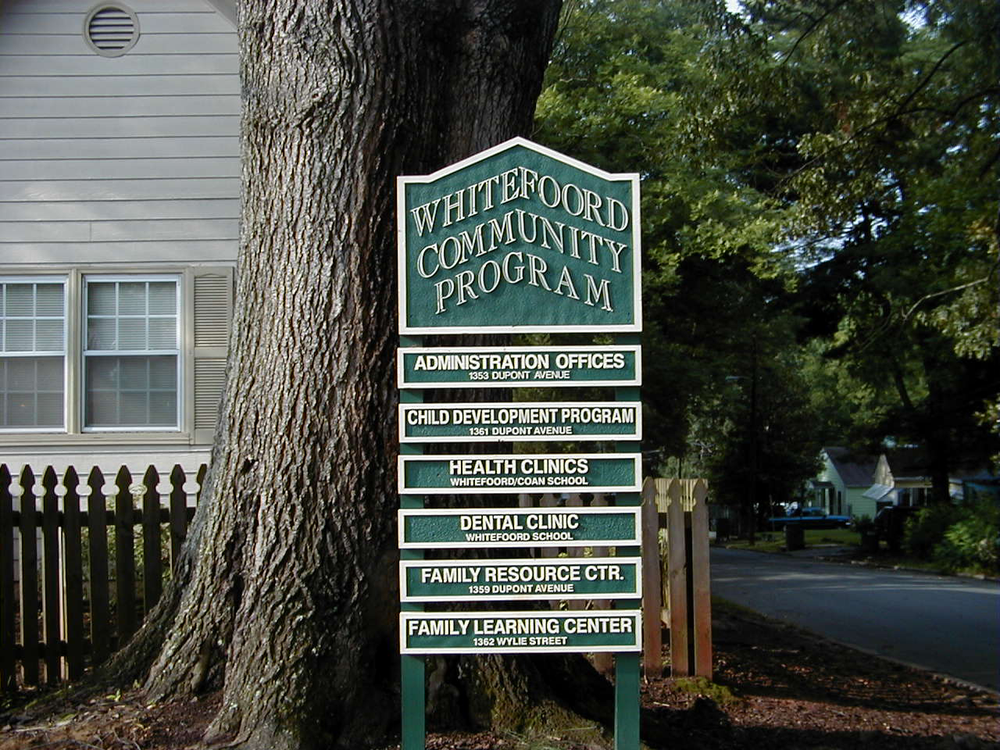 WHITEFOORD
COMMUNITY
PROGRAM
ADMINISTRATION OFFICES
1353 DUPONT AVENUE
CHILD DEVELOPMENT PROGRAM
1361 DUPONT AVENUE
HEALTH CLINICS
WHITEFOORD/COAN SCHOOL
DENTAL CLINIC
WHITEFOORD SCHOOL
FAMILY RESOURCE CTR.
1359 DUPONT AVENUE
FAMILY LEARNING CENTER
1362 WYLIE STREET